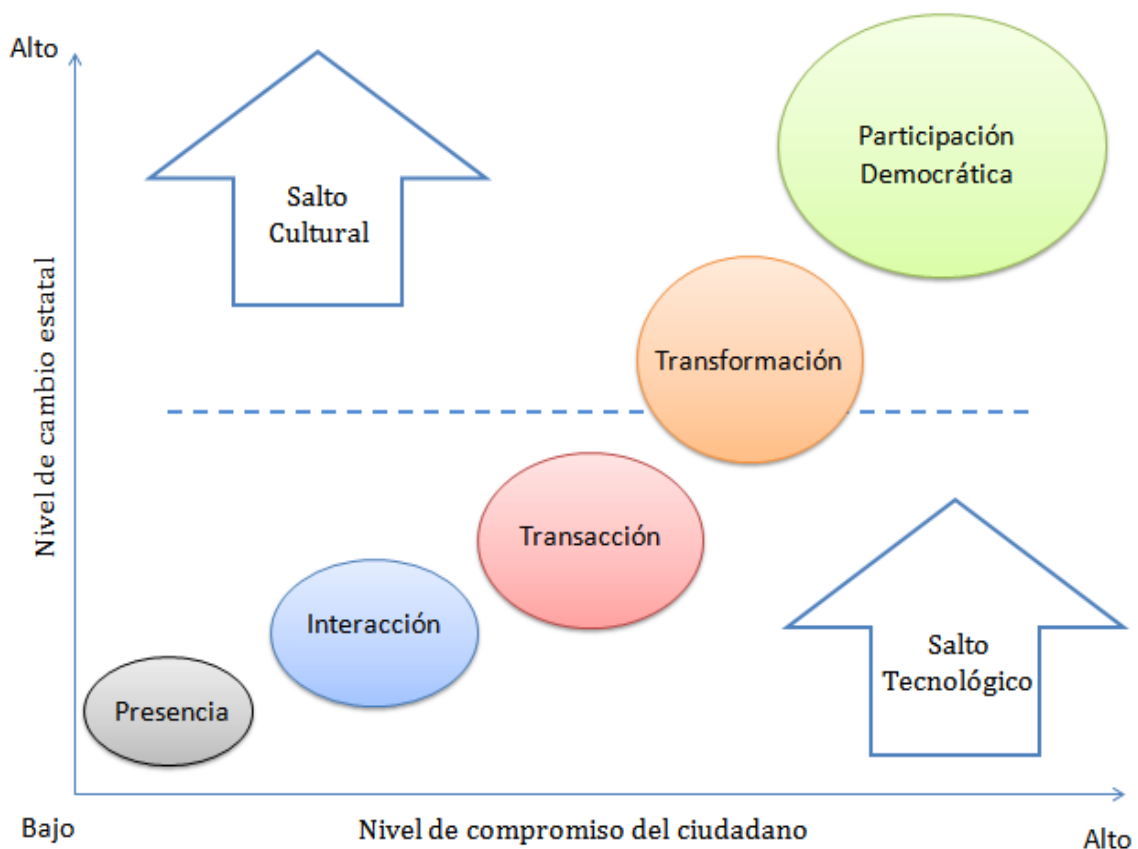 Alto
Participación
Democrática
Salto
Cultural
Nivel de cambio estatal
Transformación
Transacción
Interacción
Salto
Tecnológico
Presencia
Bajo
Nivel de compromiso del ciudadano
Alto